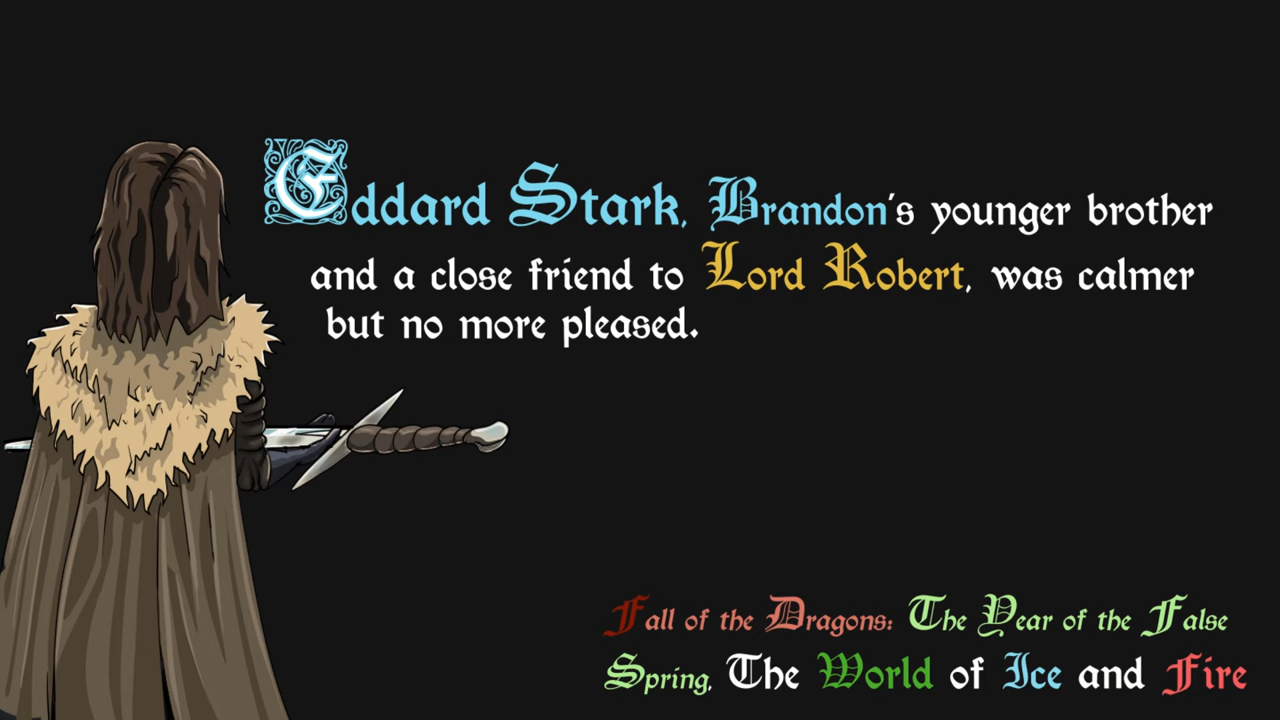 Eddard Stark, Brandon's younger brother
and a close friend to Lord Robert, was calmer
but no more pleased.
Fall of the Dragons: The Year of the False
Spring, The World of Ice and Fire